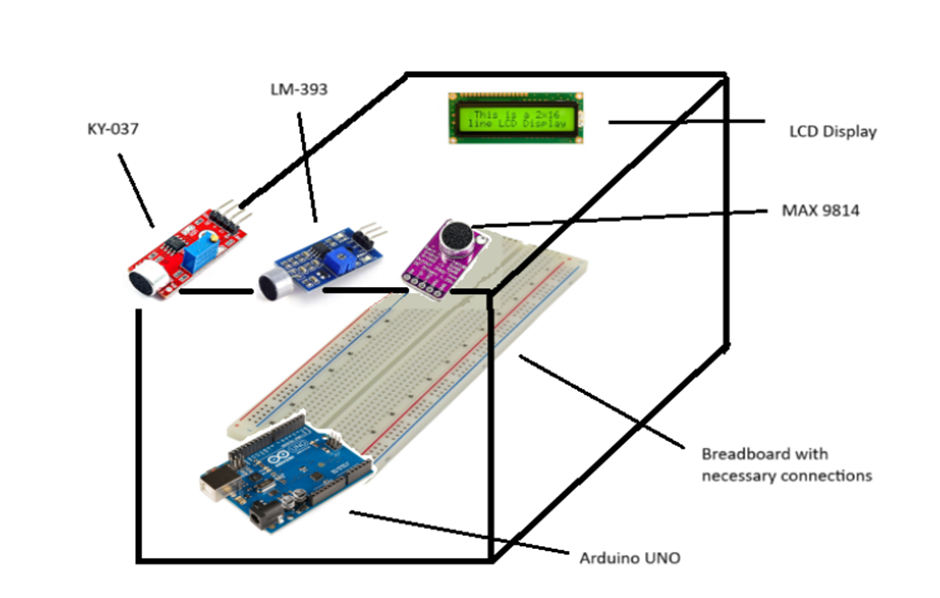 LM-393
KY-037
This is a 2x16
line LCD Display
LCD Display
MAX 9814
UNO
Breadboard with
necessary connections
Arduino UNO